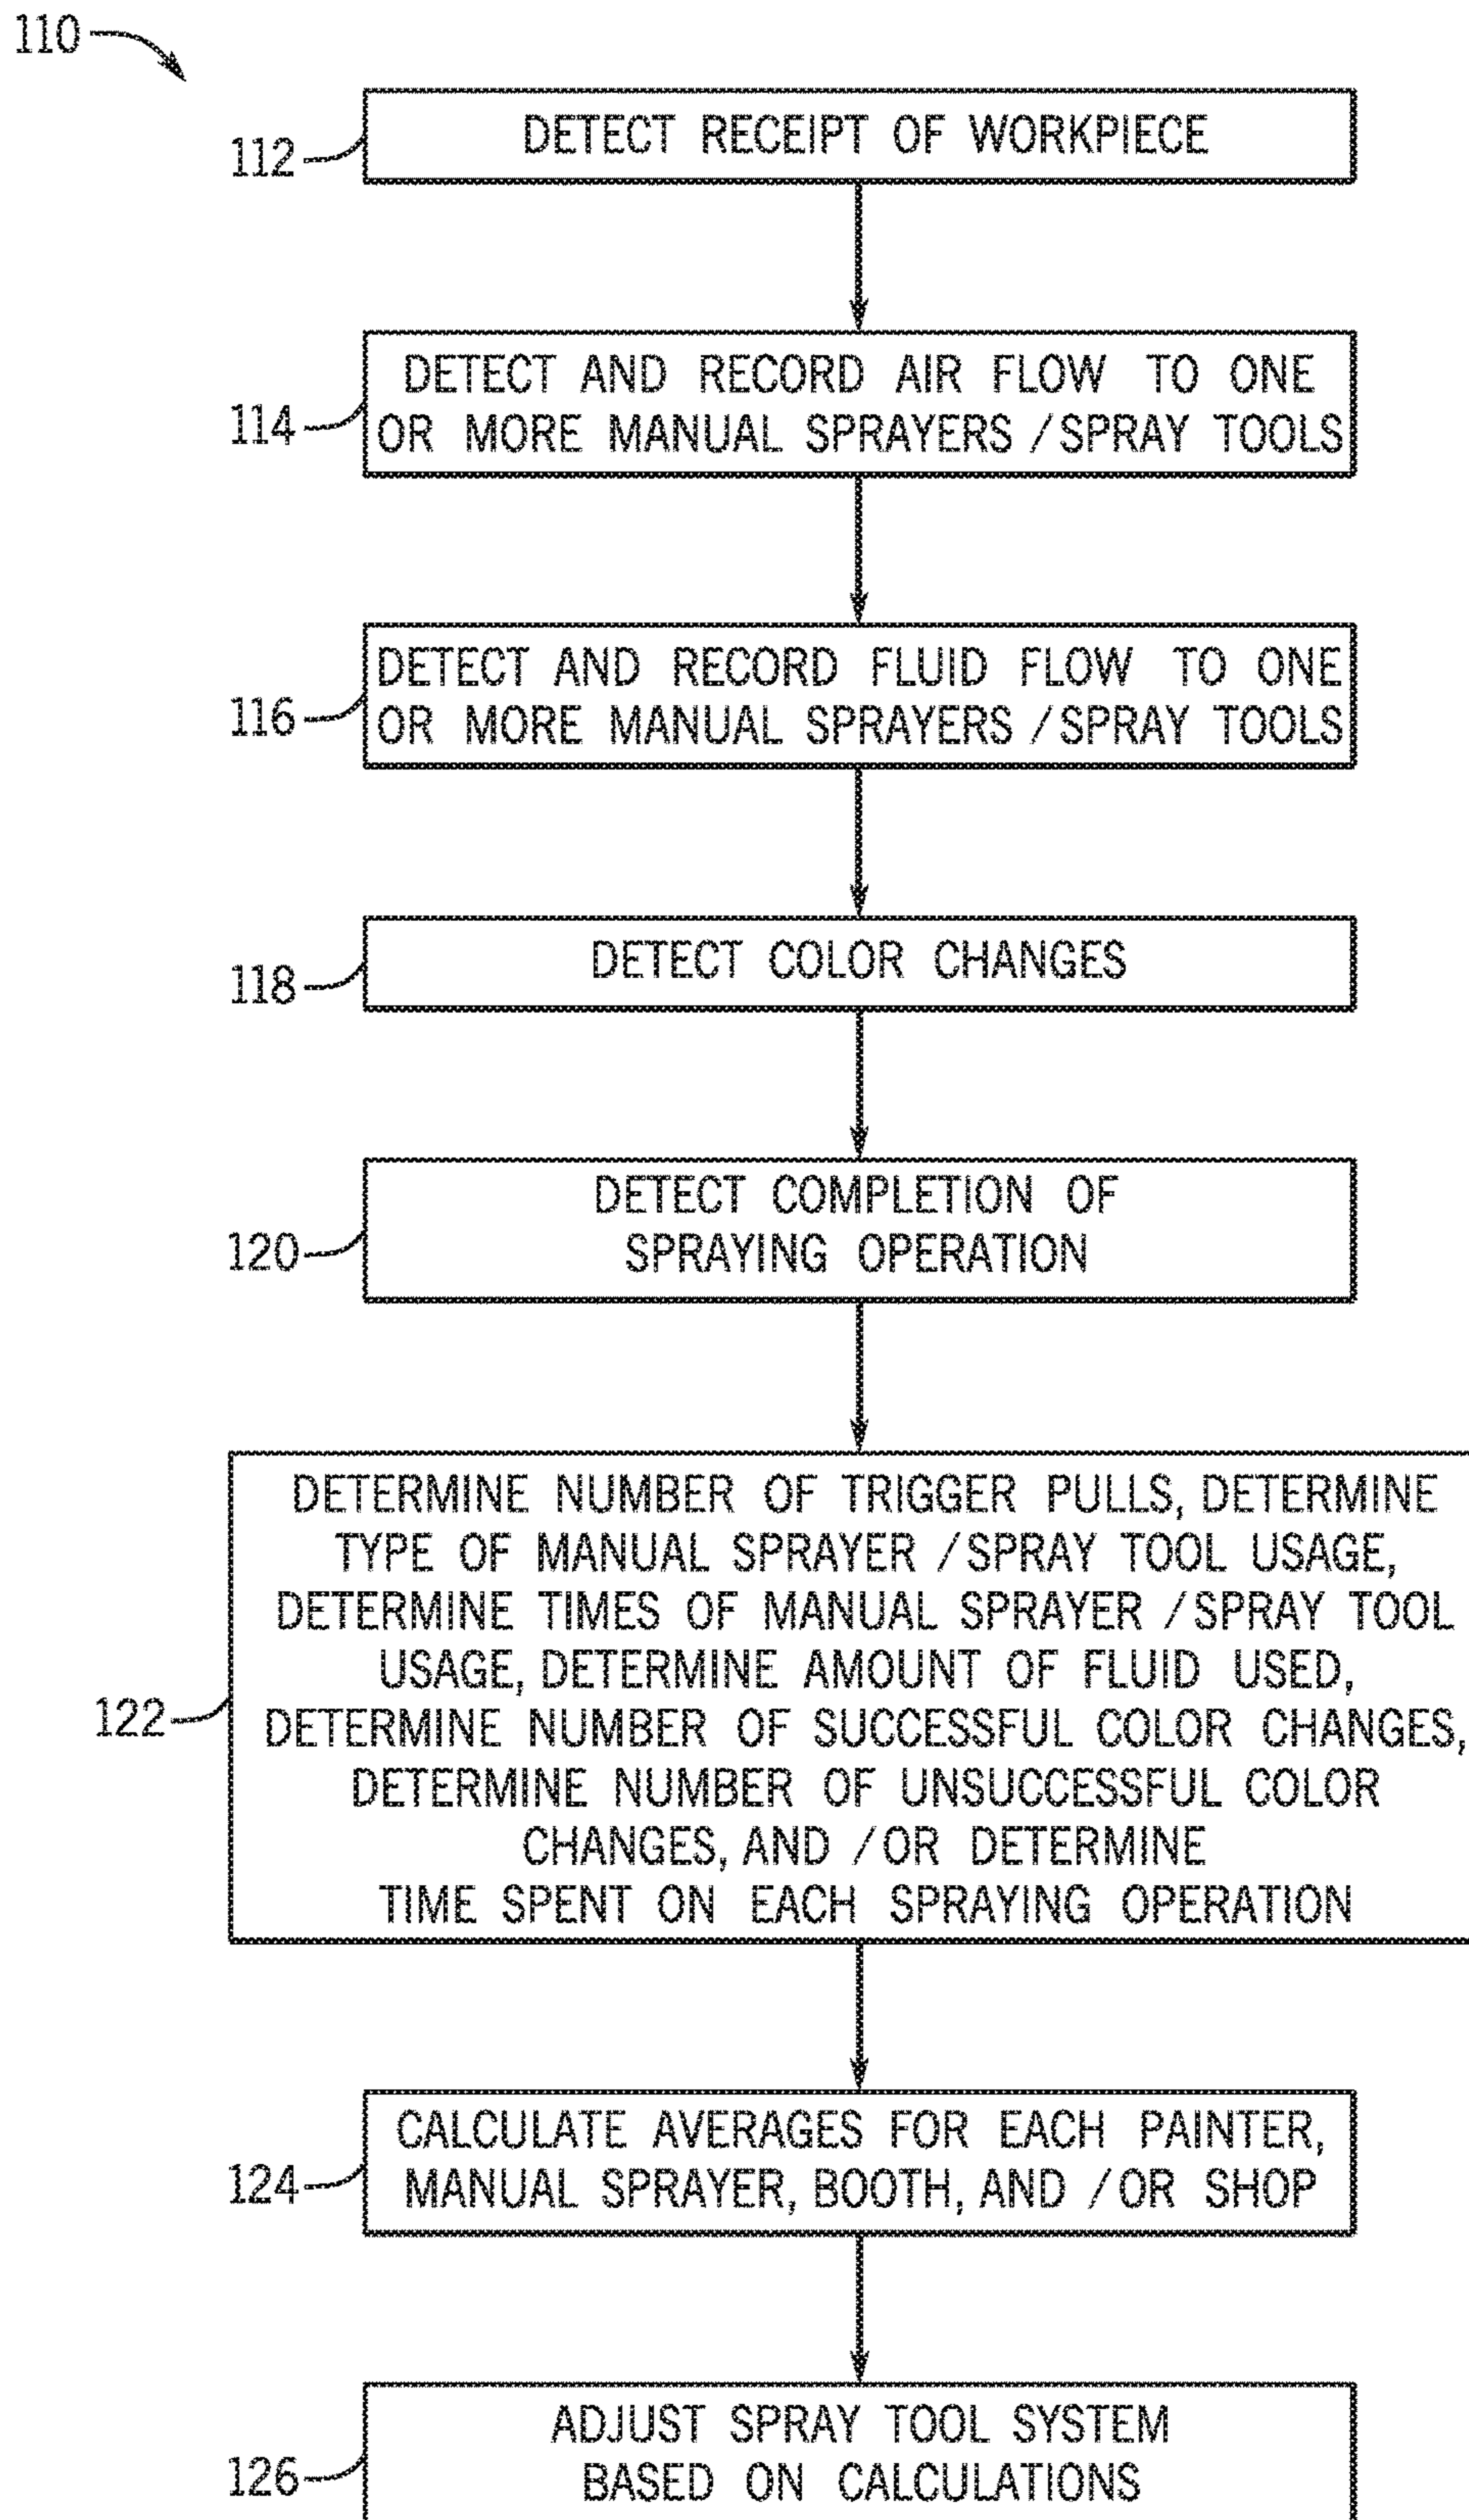 110
112
DETECT RECEIPT OF WORKPIECE
114
DETECT AND RECORD AIR FLOW TO ONE
OR MORE MANUAL SPRAYERS / SPRAY TOOLS
116
DETECT AND RECORD FLUID FLOW TO ONE
OR MORE MANUAL SPRAYERS / SPRAY TOOLS
118
DETECT COLOR CHANGES
120
DETECT COMPLETION OF
SPRAYING OPERATION
122
DETERMINE NUMBER OF TRIGGER PULLS, DETERMINE
TYPE OF MANUAL SPRAYER / SPRAY TOOL USAGE,
DETERMINE TIMES OF MANUAL SPRAYER / SPRAY TOOL
USAGE, DETERMINE AMOUNT OF FLUID USED,
DETERMINE NUMBER OF SUCCESSFUL COLOR CHANGES,
DETERMINE NUMBER OF UNSUCCESSFUL COLOR
CHANGES, AND / OR DETERMINE
TIME SPENT ON EACH SPRAYING OPERATION
124
CALCULATE AVERAGES FOR EACH PAINTER,
MANUAL SPRAYER, BOOTH, AND / OR SHOP
126
ADJUST SPRAY TOOL SYSTEM
BASED ON CALCULATIONS